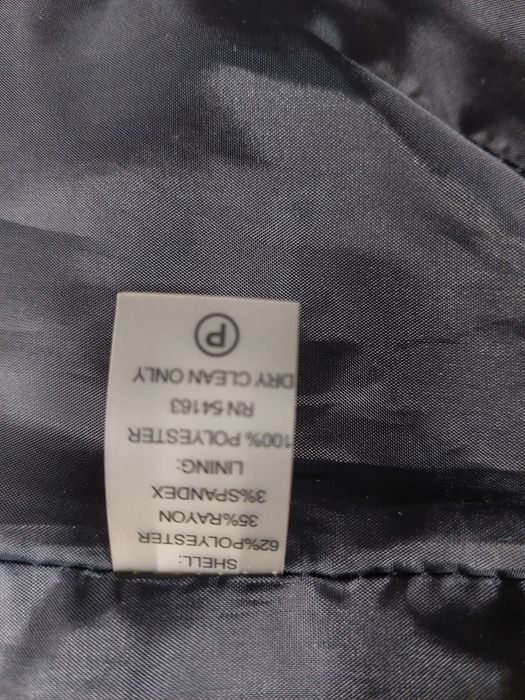 SHELL:
62%POLYESTER
35%RAYON
3%SPANDEX
LINING:
100% POLYESTER
RN 54163
DRY CLEAN ONLY
P